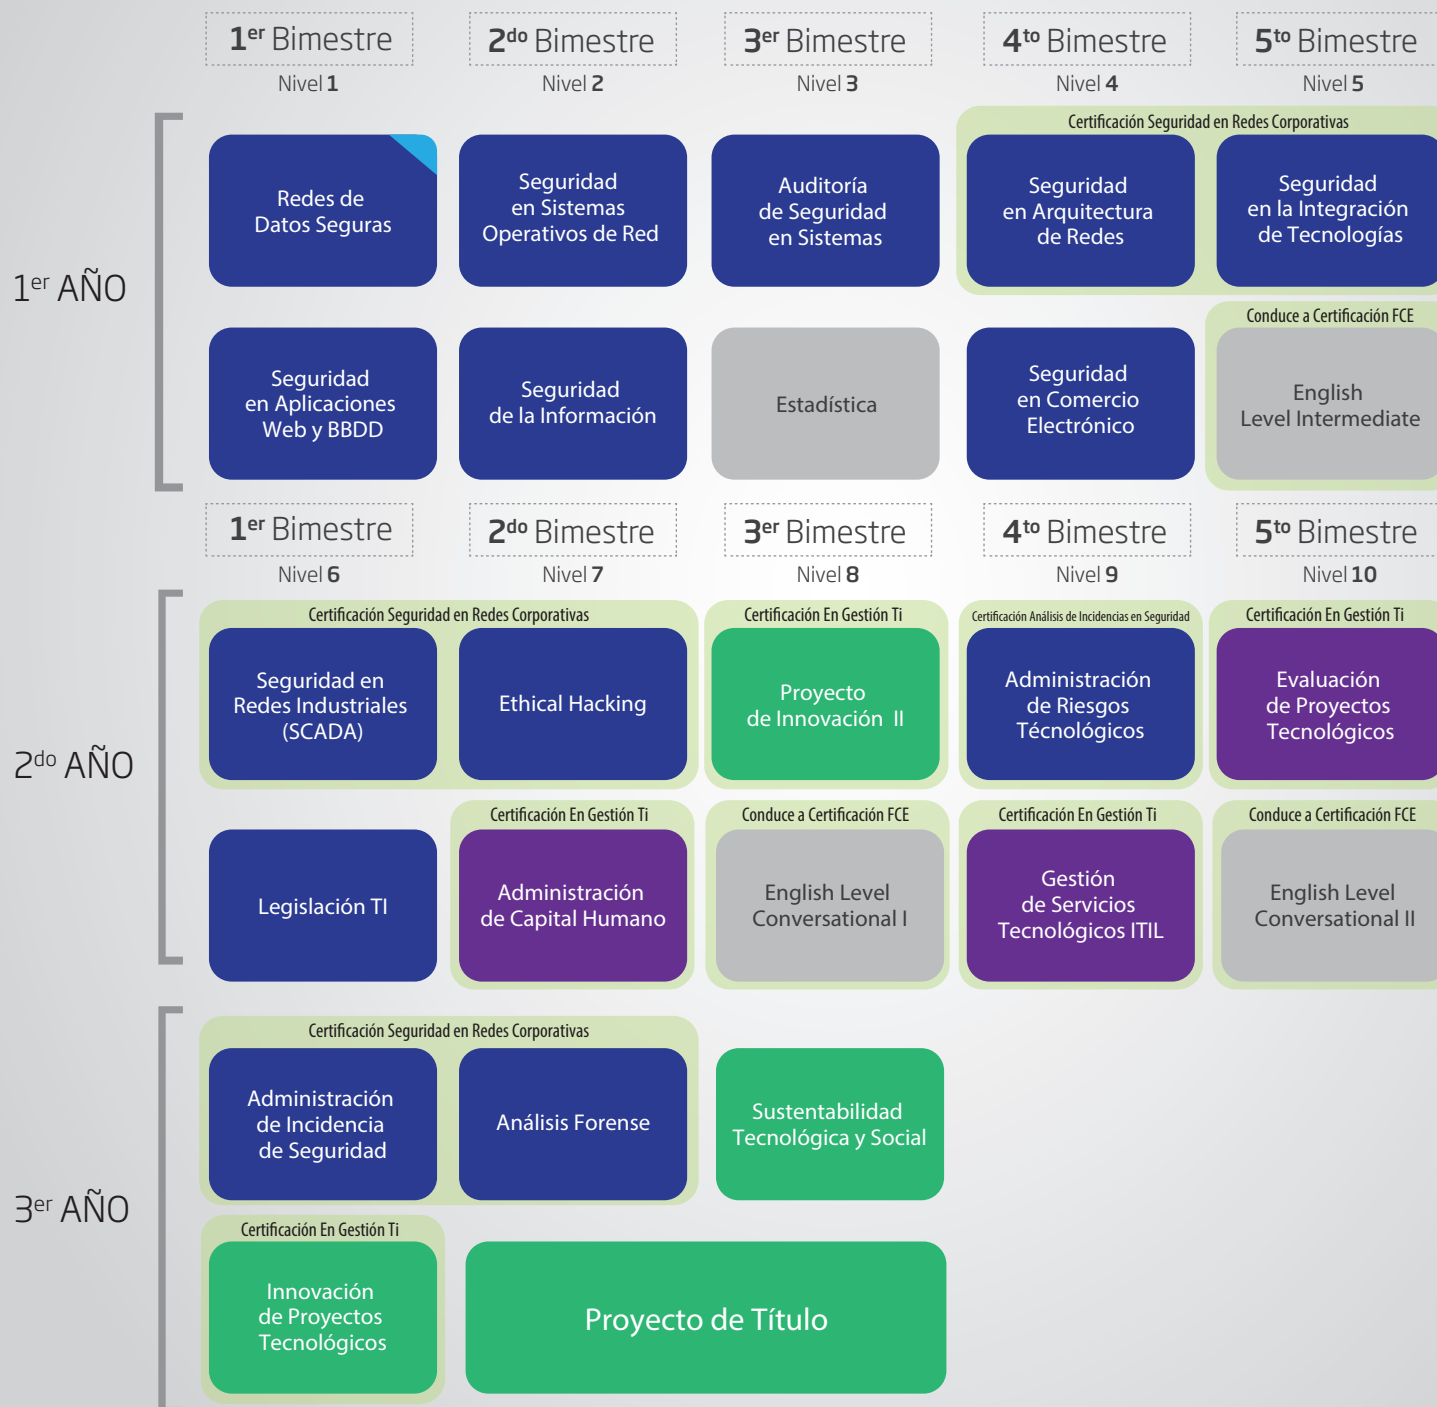 1er Bimestre
2do Bimestre
3er Bimestre
4to Bimestre
5to Bimestre
Nivel 1
Nivel 2
Nivel 3
Nivel 4
Nivel 5
1er AÑO
Certificación Seguridad en Redes Corporativas
Redes de
Datos Seguras
Seguridad
en Sistemas
Operativos de Red
Auditoría
de Seguridad
en Sistemas
Seguridad
en Arquitectura
de Redes
Seguridad
en la Integración
de Tecnologías
Conduce a Certificación FCE
Seguridad
en Aplicaciones
Web y BBDD
Seguridad
de la Información
Estadística
Seguridad
en Comercio
Electrónico
English
Level Intermediate
1er Bimestre
2do Bimestre
3er Bimestre
4to Bimestre
5to Bimestre
Nivel 6
Nivel 7
Nivel 8
Nivel 9
Nivel 10
2do AÑO
Certificación Seguridad en Redes Corporativas
Certificación En Gestión Ti
Certificación Análisis de Incidencias en Seguridad
Certificación En Gestión Ti
Seguridad en
Redes Industriales
(SCADA)
Ethical Hacking
Proyecto
de Innovación II
Administración
de Riesgos
Técnológicos
Evaluación
de Proyectos
Tecnológicos
Certificación En Gestión Ti
Conduce a Certificación FCE
Certificación En Gestión Ti
Conduce a Certificación FCE
Legislación TI
Administración
de Capital Humano
English Level
Conversational I
Gestión
de Servicios
Tecnológicos ITIL
English Level
Conversational II
3er AÑO
Certificación Seguridad en Redes Corporativas
Administración
de Incidencia
de Seguridad
Análisis Forense
Sustentabilidad
Tecnológica y Social
Certificación En Gestión Ti
Innovación
de Proyectos
Tecnológicos
Proyecto de Título